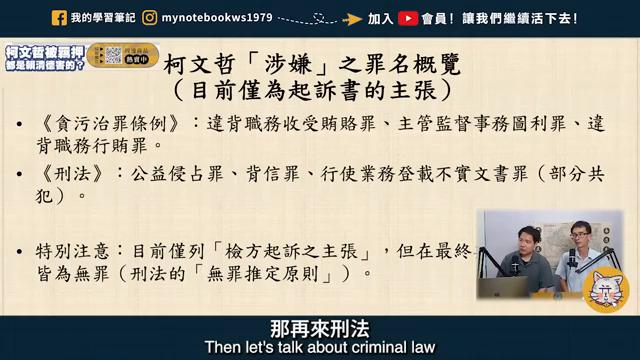 我的學習筆記
mynotebookws1979
加入
會員！讓我們繼續活下去！
柯文哲被羈押
都是賴清德害的？
熱賣中
柯文哲「涉嫌」之罪名概覽
（目前僅為起訴書的主張）
• 《貪污治罪條例》：違背職務收受賄賂罪、主管監督事務圖利罪、違
背職務行賄罪。
• 《刑法》：公益侵占罪、背信罪、行使業務登載不實文書罪（部分共
犯）。
• 特別注意：目前僅列「檢方起訴之主張」，但在最終
皆為無罪（刑法的「無罪推定原則」）。
那再來刑法
Then let's talk about criminal law